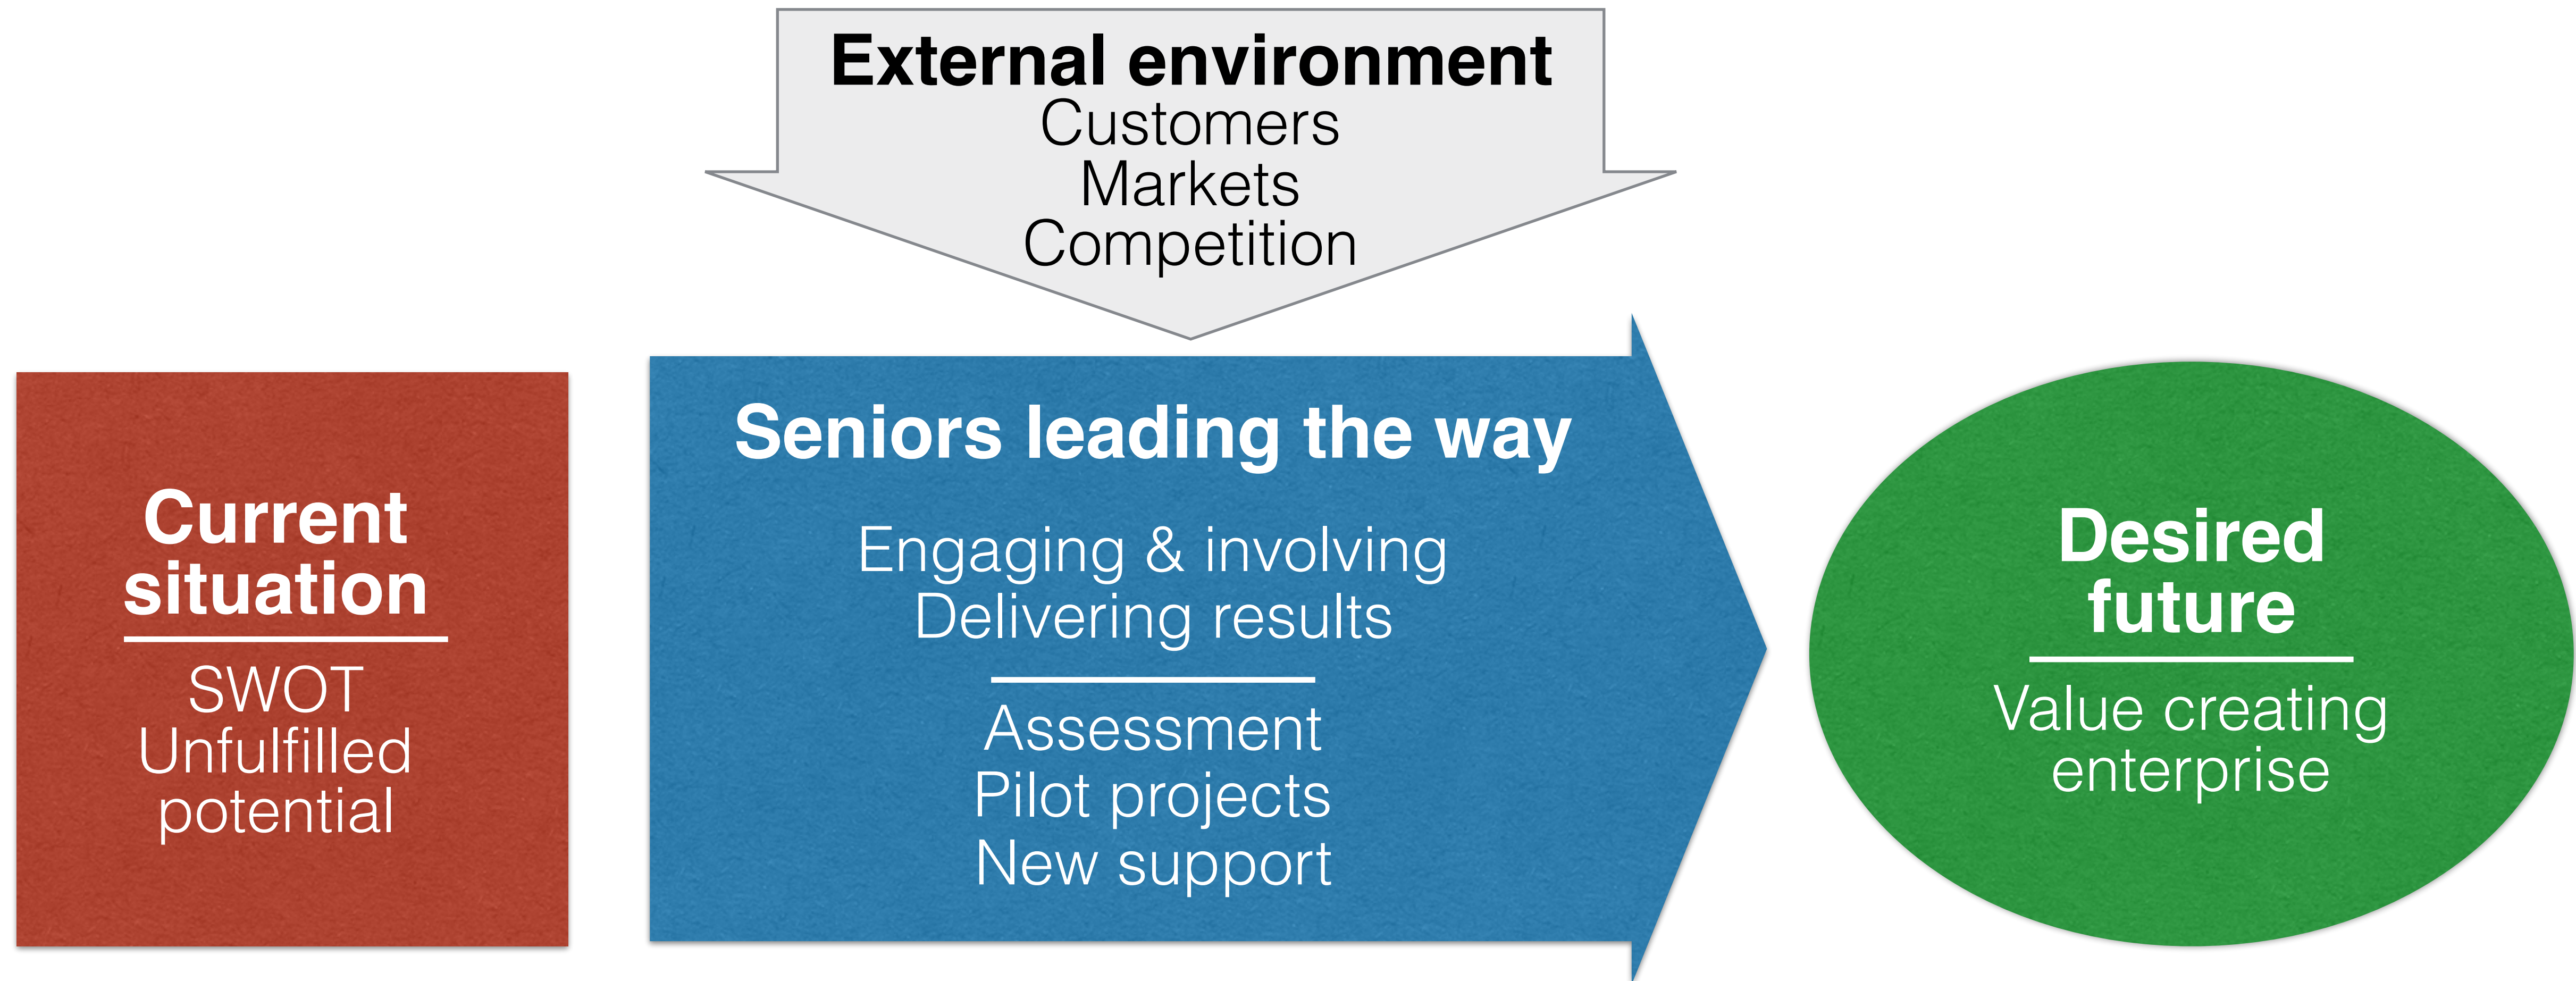 External environment
Customers
Markets
Competition
Current
situation
SWOT
Unfulfilled
potential
Seniors leading the way
Engaging & involving
Delivering results
Assessment
Pilot projects
New support
Desired
future
Value creating
enterprise